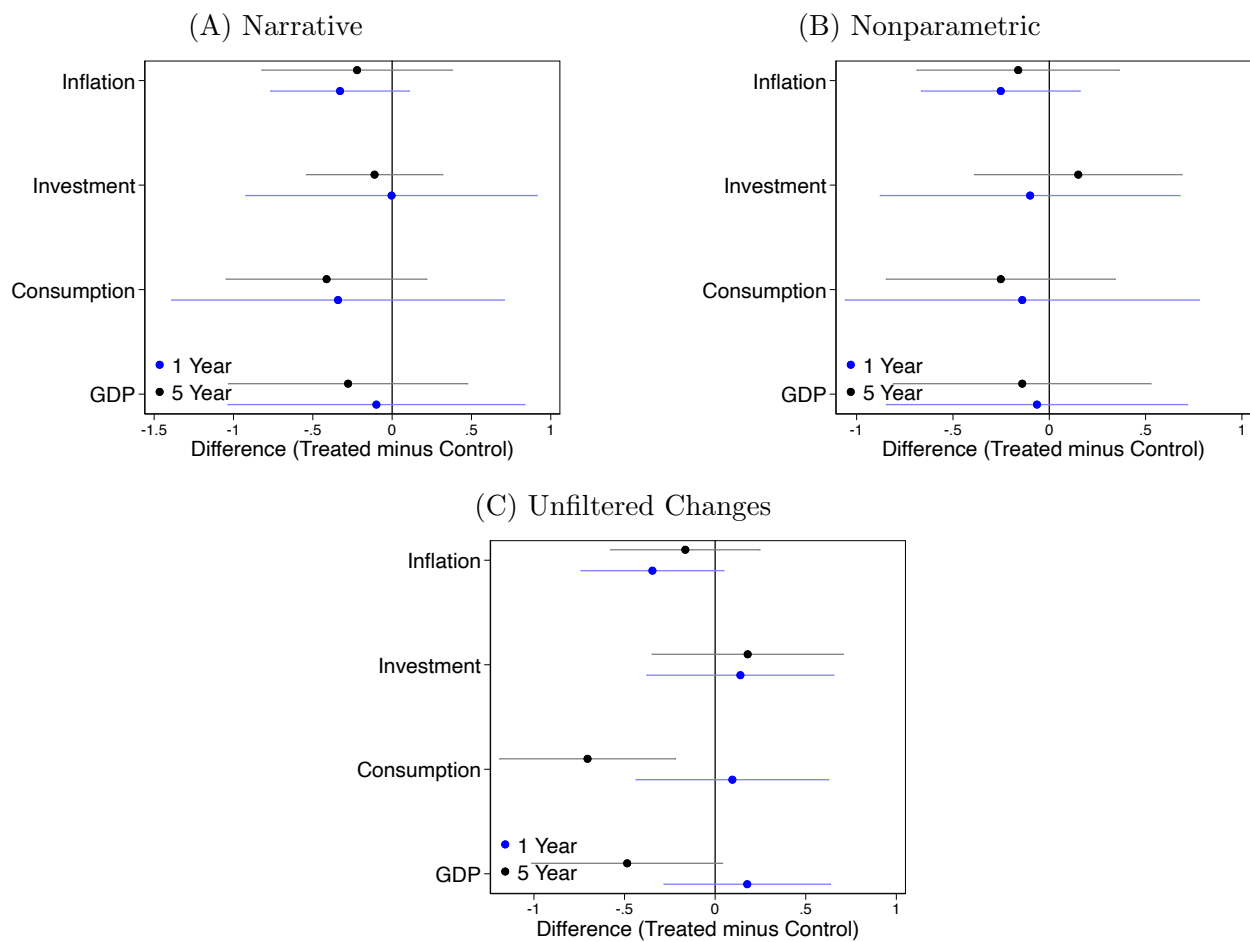 (A) Narrative
Inflation
Investment
Consumption
GDP
1 Year
5 Year
-1.5 -1 -.5 0 .5 1
Difference (Treated minus Control)
(B) Nonparametric
Inflation
Investment
Consumption
GDP
1 Year
5 Year
-1 -.5 0 .5 1
Difference (Treated minus Control)
(C) Unfiltered Changes
Inflation
Investment
Consumption
GDP
1 Year
5 Year
-1 -.5 0 .5 1
Difference (Treated minus Control)